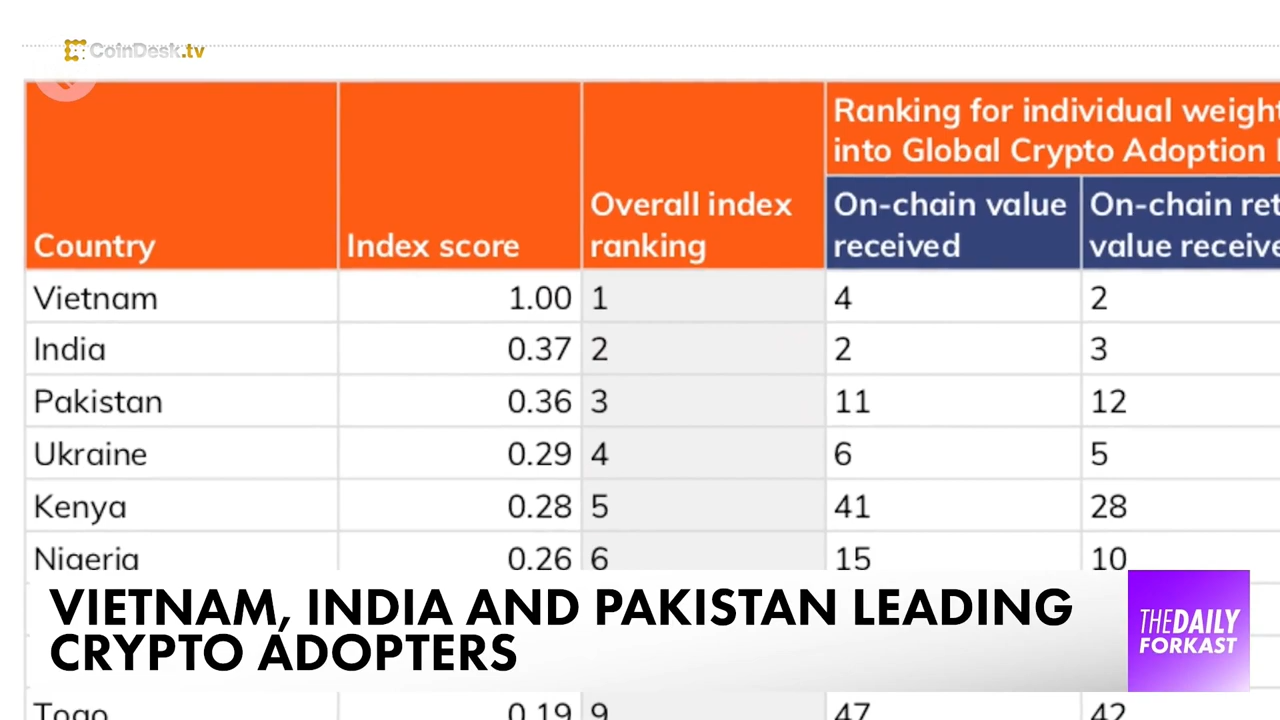 CoinDesk.tv
Ranking for individual
into Global Crypto Adoption
Overall index
ranking
On-chain value
received
On-chain
value
Country
Index score
Vietnam 1.00 1 4 2
India 0.37 2 2 3
Pakistan 0.36 3 11 12
Ukraine 0.29 4 6 5
Kenya 0.28 5 41 28
Nigeria 0.26 6 15 10
VIETNAM, INDIA AND PAKISTAN LEADING
CRYPTO ADOPTERS
THEDAILY
FORKAST
Togo 0.19 9 47 42